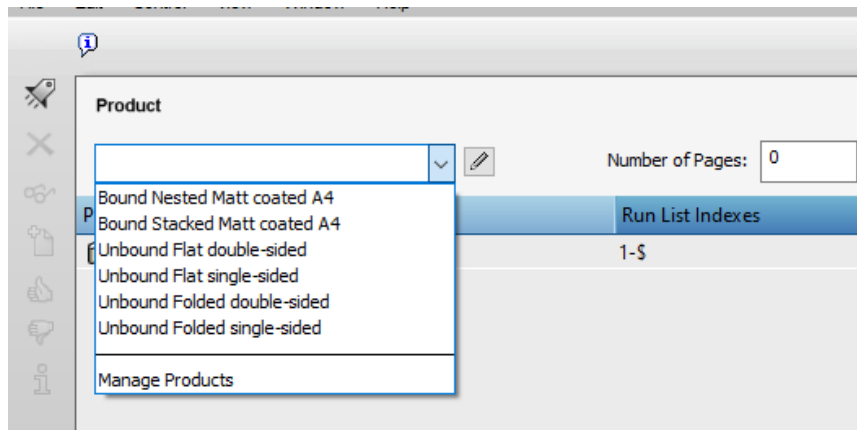 Product
Number of Pages: 0
Bound Nested Matt coated A4
P
Run List Indexes
Bound Stacked Matt coated A4
Unbound Flat double-sided
1-$
Unbound Flat single-sided
Unbound Folded double-sided
Unbound Folded single-sided
Manage Products